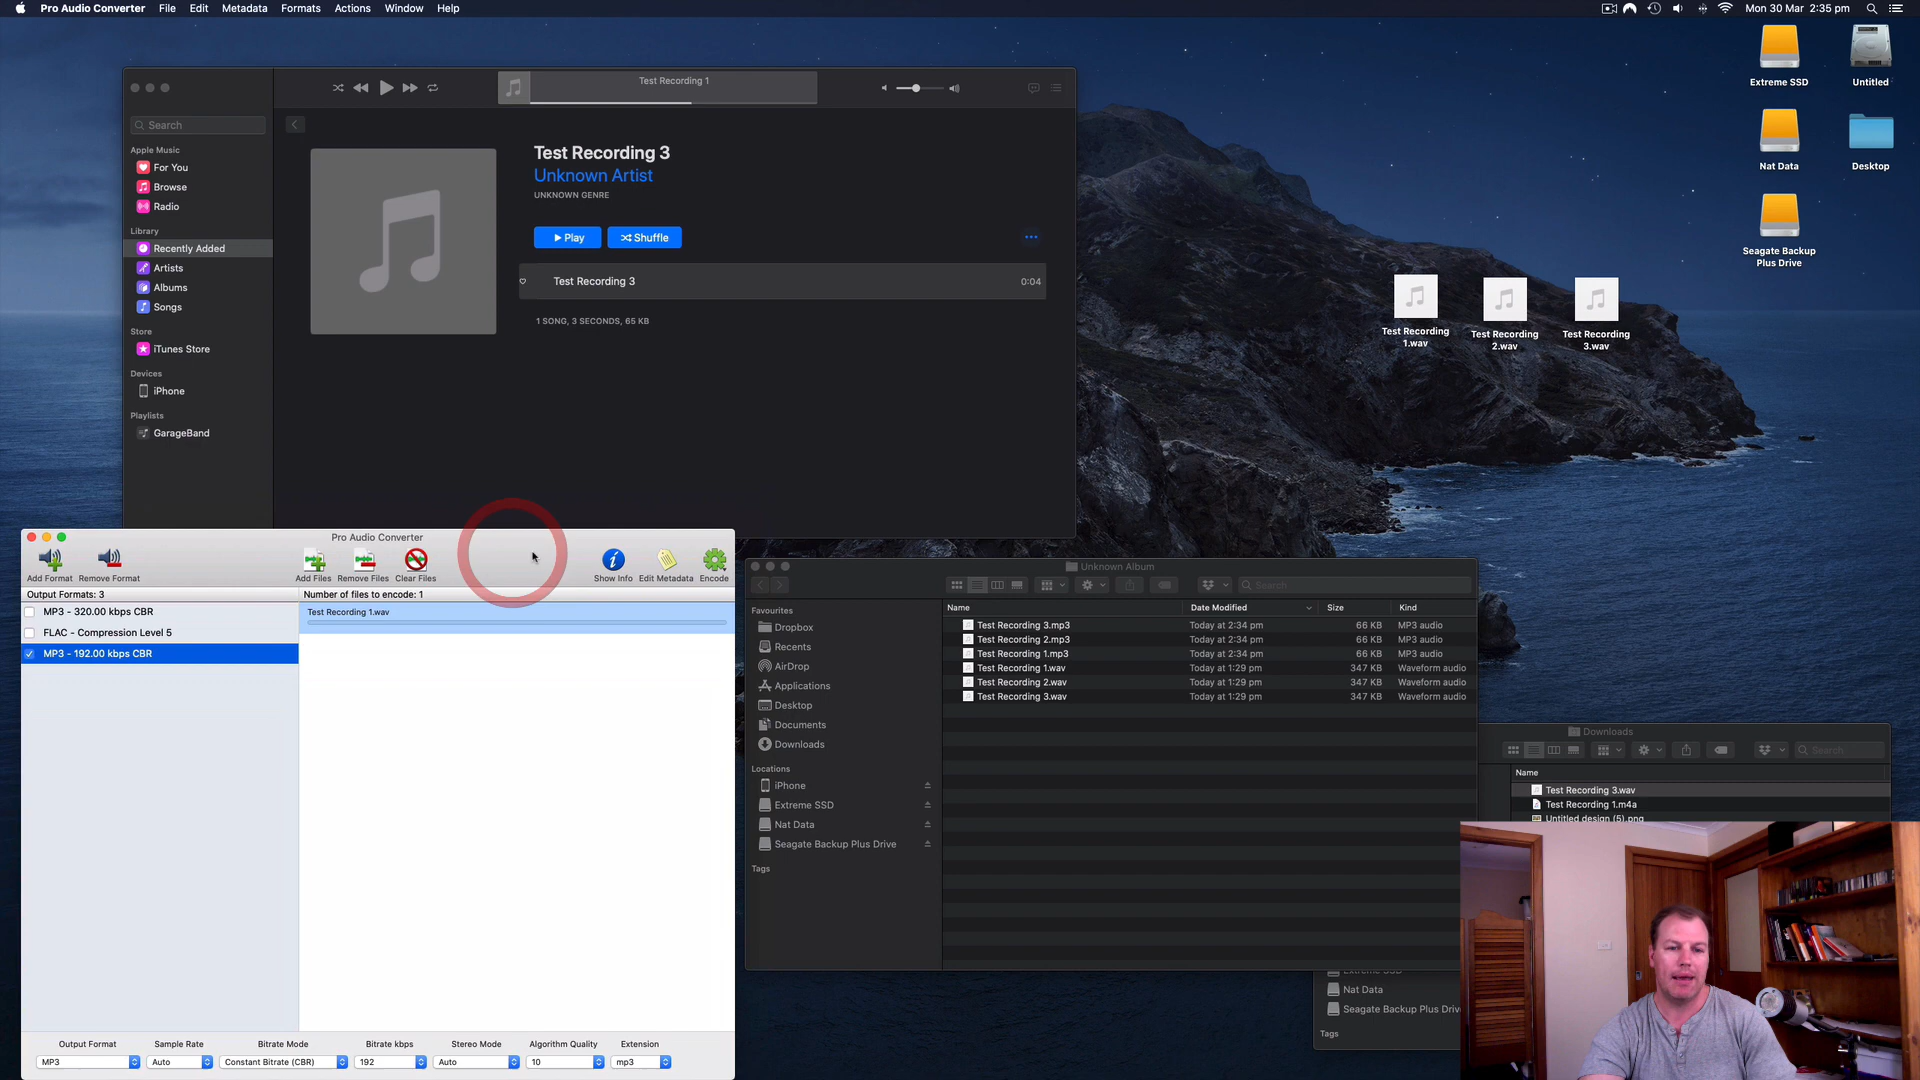 Pro Audio Converter File Edit Metadata Formats Actions Window Help
Mon 30 Mar 2:35 pm
Extreme SSD
Untitled
Nat Data
Desktop
Seagate Backup
Plus Drive
Test Recording
1.wav
Test Recording
2.wav
Test Recording
3.wav
Test Recording 1
Search
Apple Music
For You
Browse
Radio
Library
Recently Added
Artists
Albums
Songs
Store
iTunes Store
Devices
iPhone
Playlists
GarageBand
Test Recording 3
Unknown Artist
UNKNOWN GENRE
Play
Shuffle
Test Recording 3 0:04
1 SONG, 3 SECONDS, 65 KB
Pro Audio Converter
Add Format Remove Format Add Files Remove Files Clear Files Show Info Edit Metadata Encode
Output Formats: 3
Number of files to encode: 1
MP3 - 320.00 kbps CBR
FLAC - Compression Level 5
MP3 - 192.00 kbps CBR
Test Recording 1.wav
Output Format Sample Rate Bitrate Mode Bitrate kbps Stereo Mode Algorithm Quality Extension
MP3 Auto Constant Bitrate (CBR) 192 Auto 10 mp3
Unknown Album
Search
Favourites
Dropbox
Recents
AirDrop
Applications
Desktop
Documents
Downloads
Locations
iPhone
Extreme SSD
Nat Data
Seagate Backup Plus Drive
Tags
Name Date Modified Size Kind
Test Recording 3.mp3 Today at 2:34 pm 66 KB MP3 audio
Test Recording 2.mp3 Today at 2:34 pm 66 KB MP3 audio
Test Recording 1.mp3 Today at 2:34 pm 66 KB MP3 audio
Test Recording 1.wav Today at 1:29 pm 347 KB Waveform audio
Test Recording 2.wav Today at 1:29 pm 347 KB Waveform audio
Test Recording 3.wav Today at 1:29 pm 347 KB Waveform audio
Downloads
Search
Name
Test Recording 3.wav
Test Recording 1.m4a
Untitled design (5).png
Extreme SSD
Nat Data
Seagate Backup Plus Driv
Tags